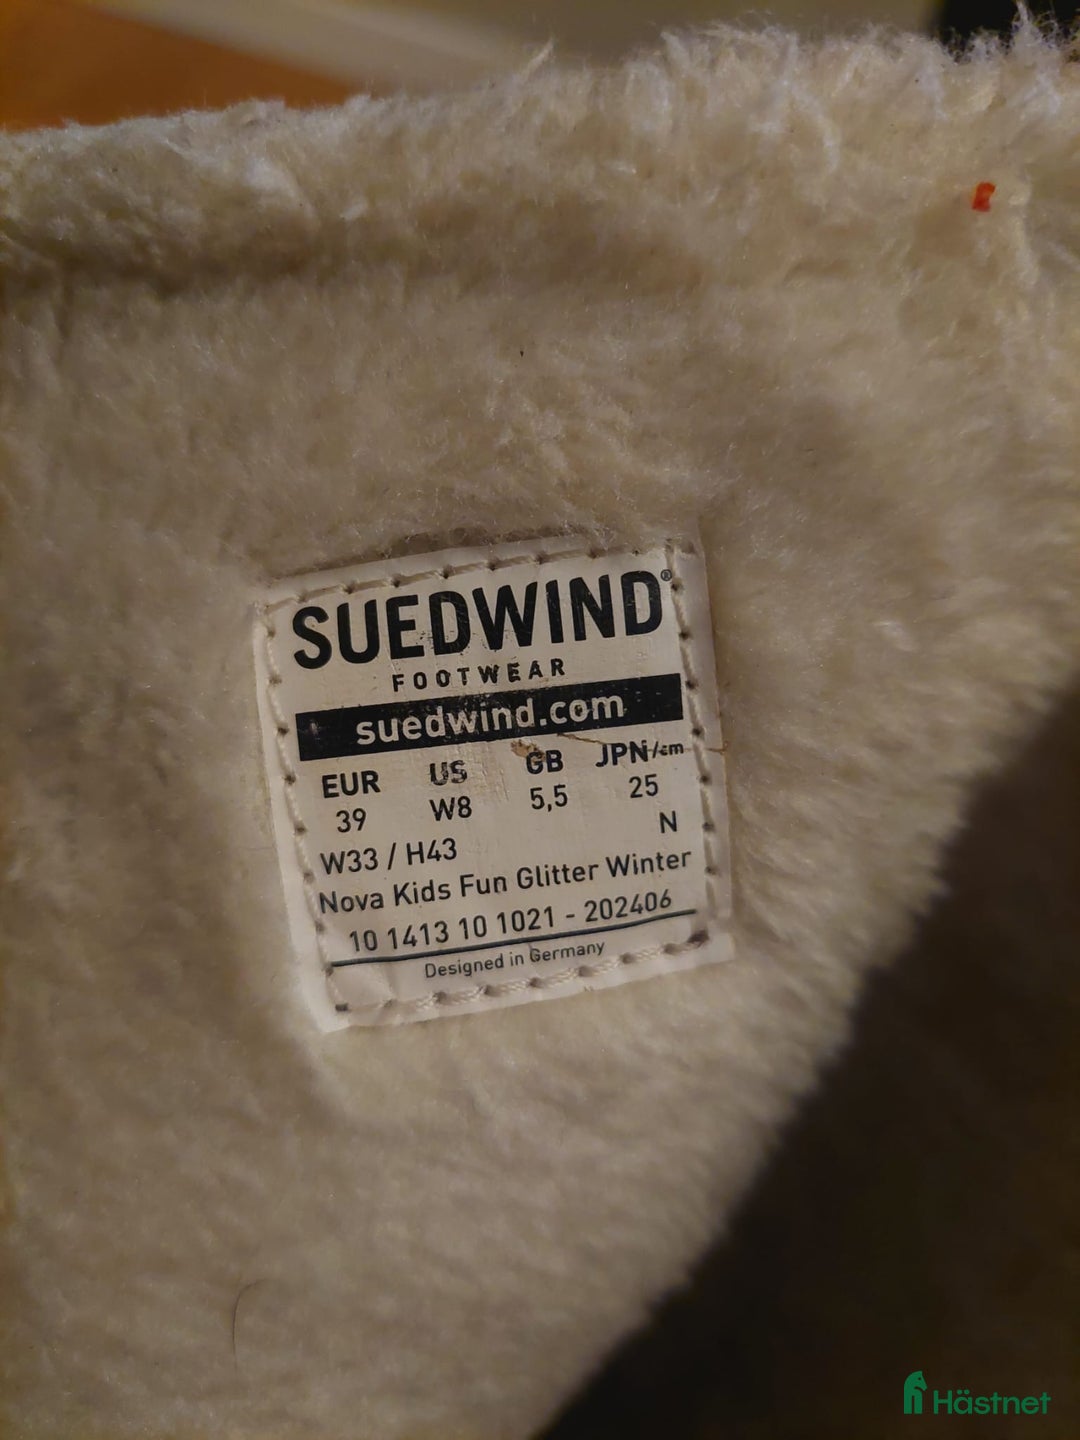 SUEDWIND®
FOOTWEAR
suedwind.com
EUR US GB JPN/cm
39 W8 5,5 25
W33 / H43 N
Nova Kids Fun Glitter Winter
10 1413 10 1021 - 202406
Designed in Germany
Hästnet